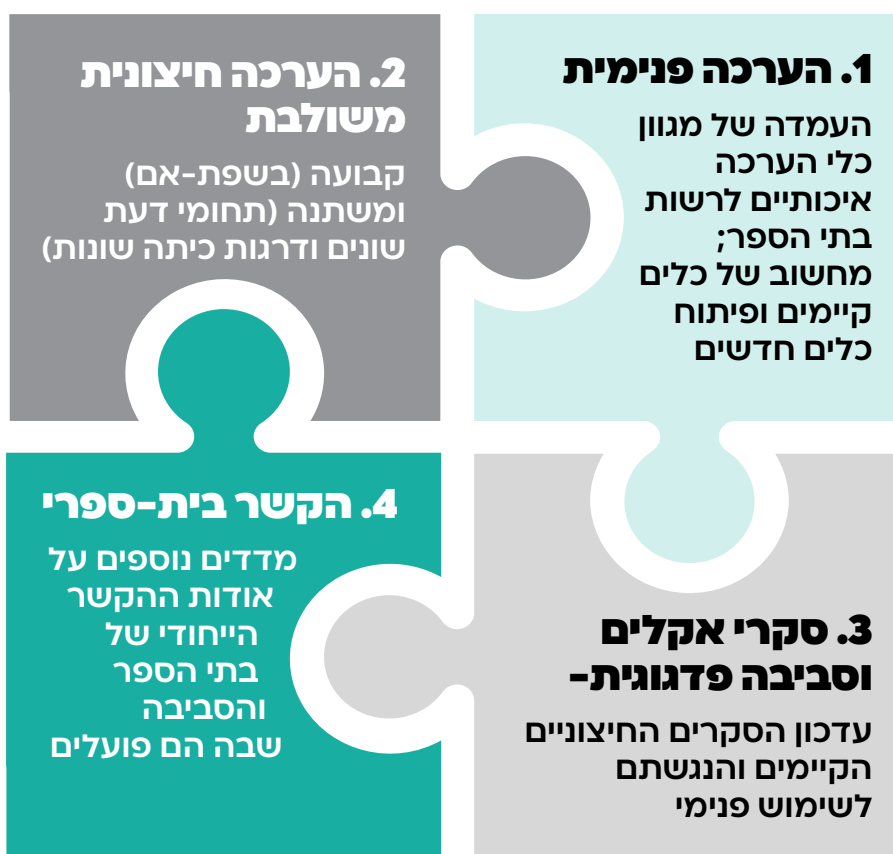 1. הערכה פנימית
העמדה של מגוון
כלי הערכה
איכותיים לרשות
בתי הספר;
מחשוב של כלים
קיימים ופיתוח
כלים חדשים
2. הערכה חיצונית
משולבת
קבועה (בשפת-אם)
ומשתנה (תחומי דעת
שונים ודרגות כיתה שונות)
3. סקרי אקלים
וסביבה פדגוגית-
עדכון הסקרים החיצוניים
הקיימים והנגשתם
לשימוש פנימי
4. הקשר בית-ספרי
מדדים נוספים על
אודות ההקשר
הייחודי של
בתי הספר
והסביבה
שבה הם פועלים